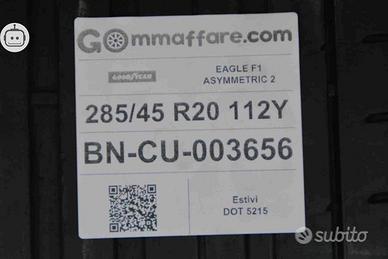 GOmmaffare.com
GOODYEAR
EAGLE F1
ASYMMETRIC 2
285/45 R20 112Y
BN-CU-003656
Estivi
DOT 5215
subito